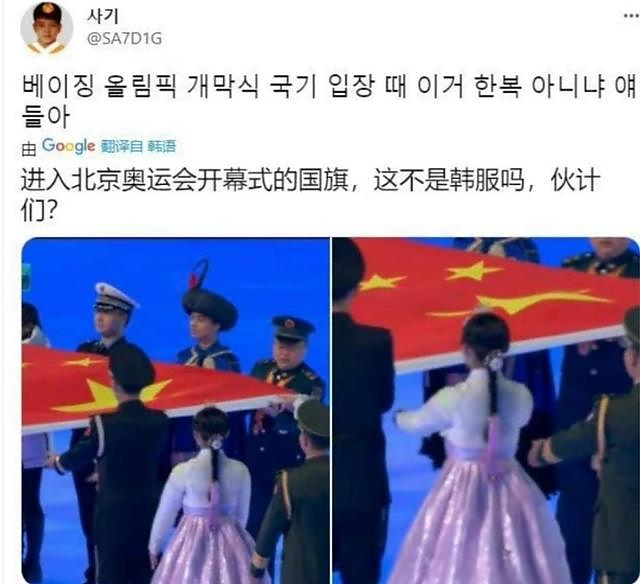 사기
@SA7D1G
베이징 올림픽 개막식 국기 입장 때 이거 한복 아니냐 얘
들아
由 Google 翻译自 韩语
进入北京奥运会开幕式的国旗，这不是韩服吗，伙计
们？